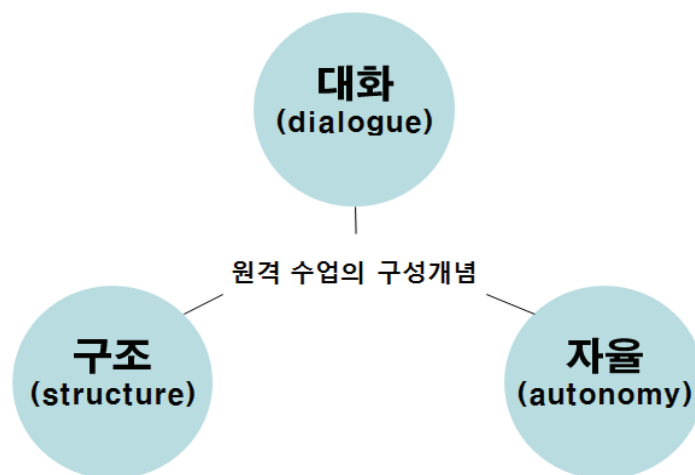 대화
(dialogue)
원격 수업의 구성개념
구조
(structure)
자율
(autonomy)